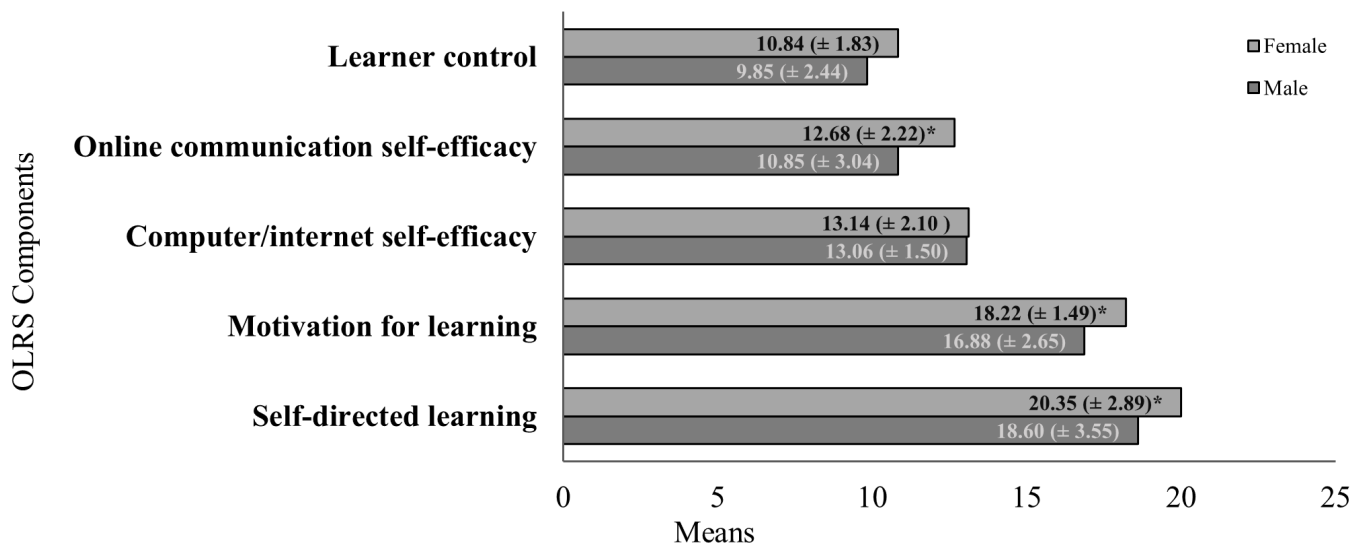 OLRS Components
Learner control
10.84 (± 1.83)
9.85 (± 2.44)
Online communication self-efficacy
12.68 (± 2.22)*
10.85 (± 3.04)
Computer/internet self-efficacy
13.14 (± 2.10 )
13.06 (± 1.50)
Motivation for learning
18.22 (± 1.49)*
16.88 (± 2.65)
Self-directed learning
20.35 (± 2.89)*
18.60 (± 3.55)
Female
Male
0 5 10 15 20 25
Means